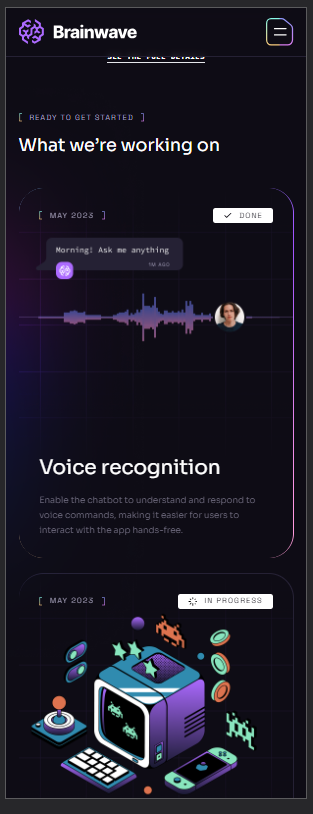 Brainwave
SEE THE FULL DETAILS
[ READY TO GET STARTED ]
What we're working on
[ MAY 2023 ]
DONE
Morning! Ask me anything
1M AGO
Voice recognition
Enable the chatbot to understand and respond to
voice commands, making it easier for users to
interact with the app hands-free.
[ MAY 2023 ]
IN PROGRESS